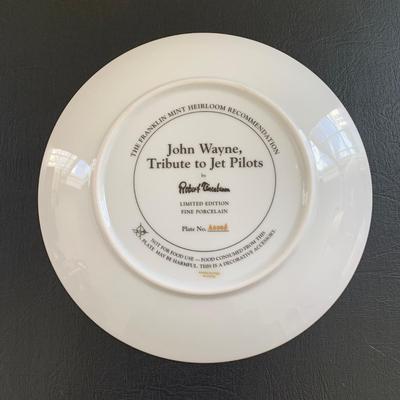 THE FRANKLIN MINT HEIRLOOM RECOMMENDATION
John Wayne,
Tribute to Jet Pilots
by
Robert Tanenbaum
LIMITED EDITION
FINE PORCELAIN
Plate No.
NOT FOR FOOD USE — FOOD CONSUMED FROM THIS
PLATE MAY BE HARMFUL. THIS IS A DECORATIVE ACCESSORY.